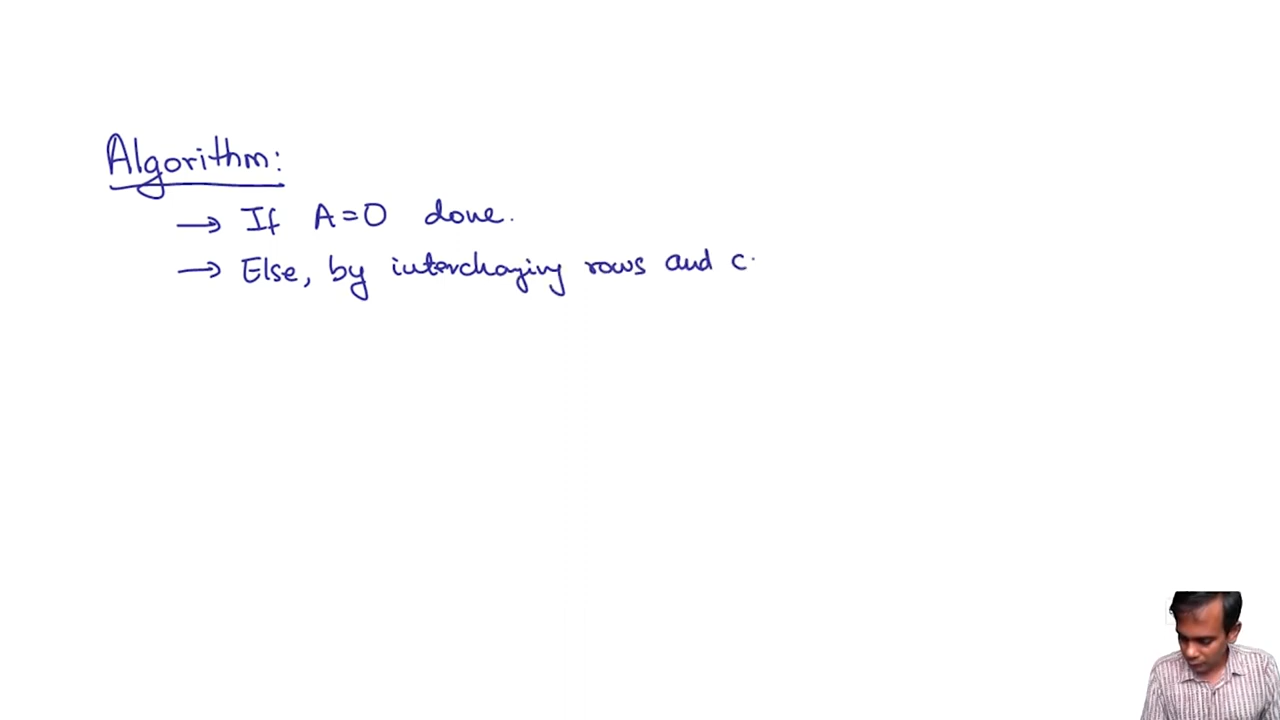 Algorithm:
→ If A=0 done.
→ Else, by interchaging rows and c